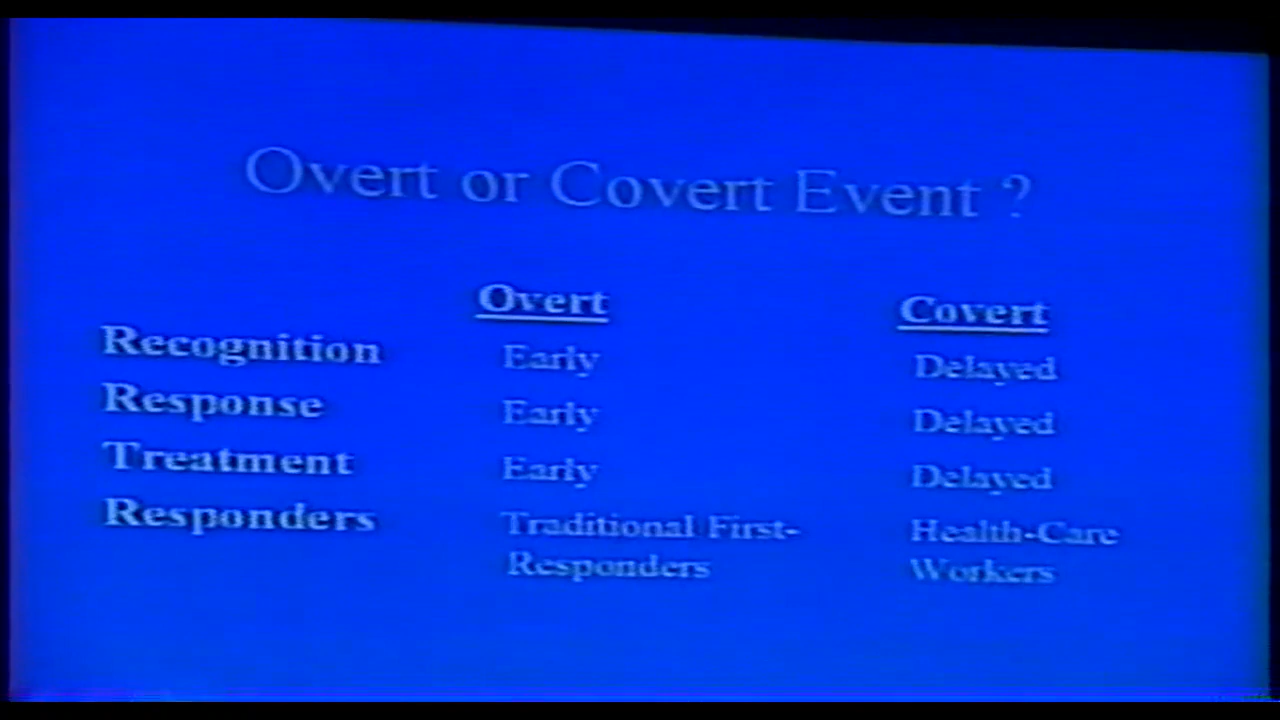 Overt or Covert Event ?
Overt Covert
Recognition Early Delayed
Response Early Delayed
Treatment Early Delayed
Responders Traditional First- Health-Care
Responders Workers